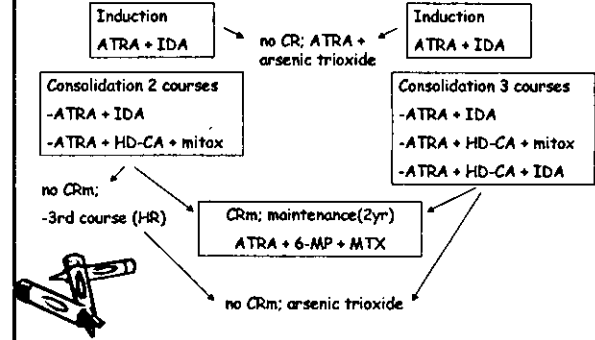 Induction
ATRA + IDA
no CR; ATRA +
arsenic trioxide
Induction
ATRA + IDA
Consolidation 2 courses
-ATRA + IDA
-ATRA + HD-CA + mitox
Consolidation 3 courses
-ATRA + IDA
-ATRA + HD-CA + mitox
-ATRA + HD-CA + IDA
no CRm;
-3rd course (HR)
CRm; maintenance(2yr)
ATRA + 6-MP + MTX
no CRm; arsenic trioxide